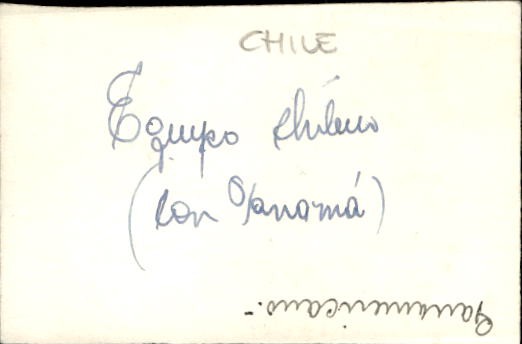 CHILE
Equipo chileno
(con Panamá)
Panamericano.-